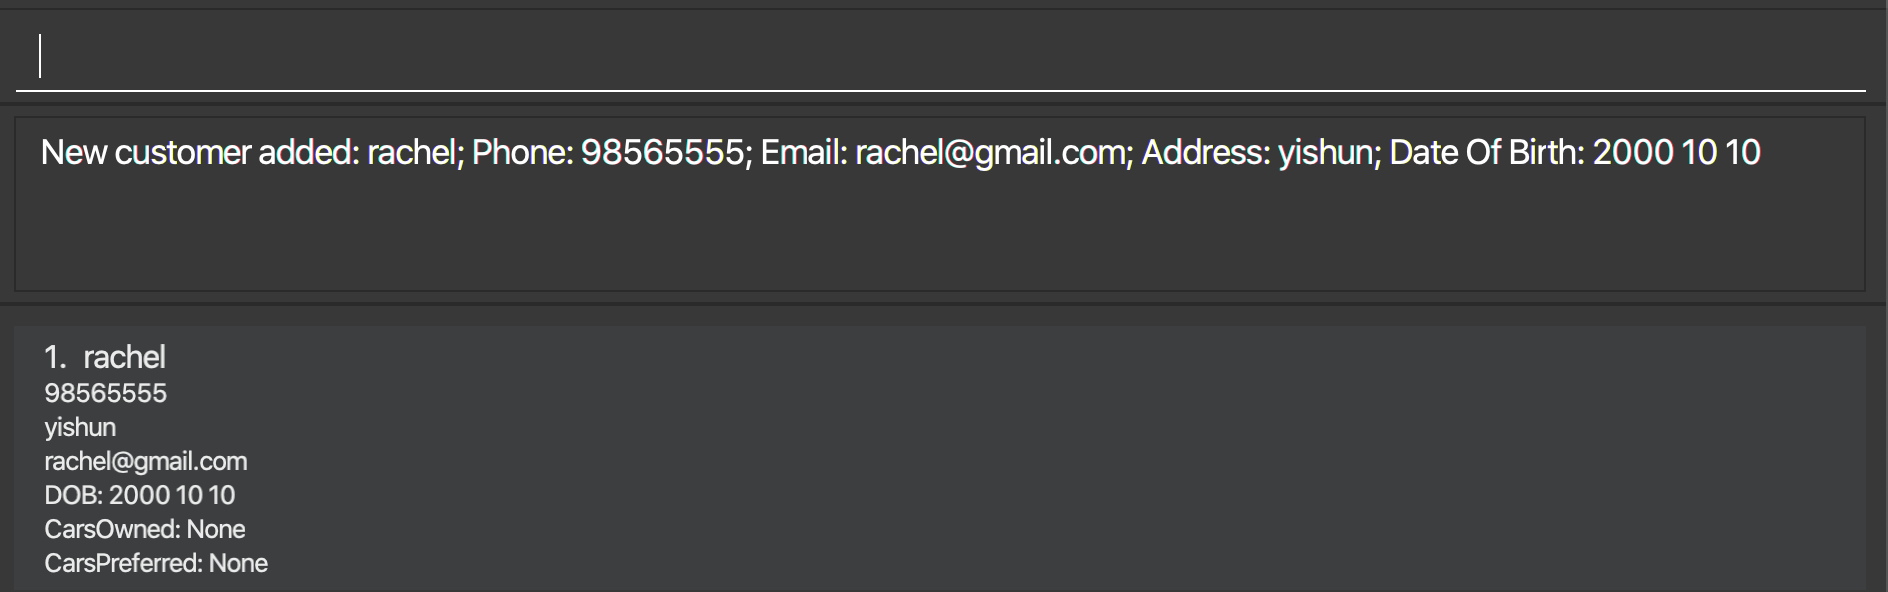 New customer added: rachel; Phone: 98565555; Email: rachel@gmail.com; Address: yishun; Date Of Birth: 2000 10 10
1. rachel
98565555
yishun
rachel@gmail.com
DOB: 2000 10 10
CarsOwned: None
CarsPreferred: None